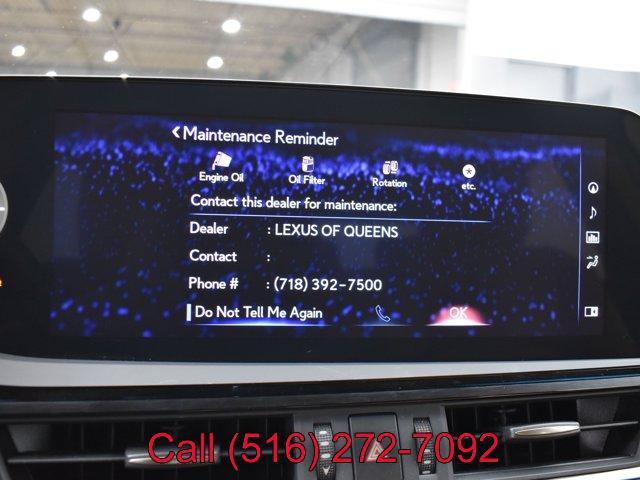 Maintenance Reminder
Engine Oil
Oil Filter
Rotation
etc.
Contact this dealer for maintenance:
Dealer : LEXUS OF QUEENS
Contact :
Phone # : (718) 392-7500
Do Not Tell Me Again
OK
Call (516) 272-7092